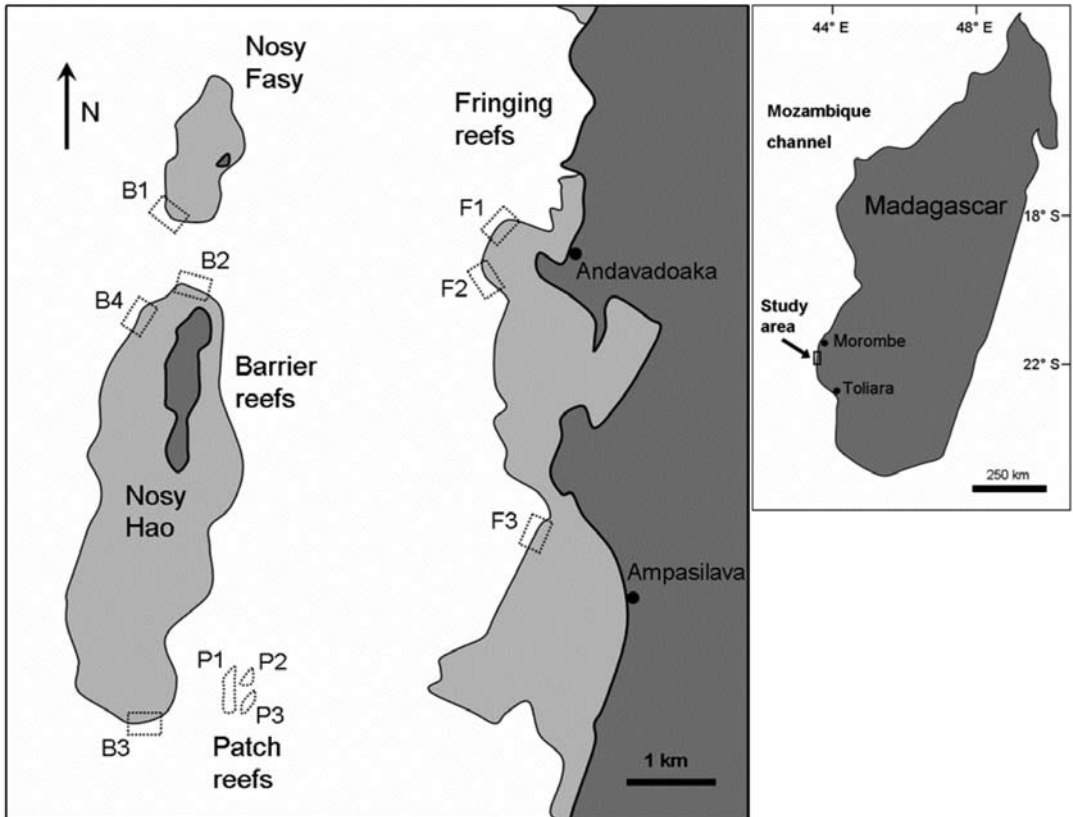 Nosy
Fasy
N
Fringing
reefs
B1
F1
B2
F2
Andavadoaka
B4
Barrier
reefs
Nosy
Hao
F3
Ampasilava
P1
P2
P3
B3
Patch
reefs
1 km
44° E
48° E
Mozambique
channel
Madagascar
18° S
Study
area
Morombe
22° S
Toliara
250 km